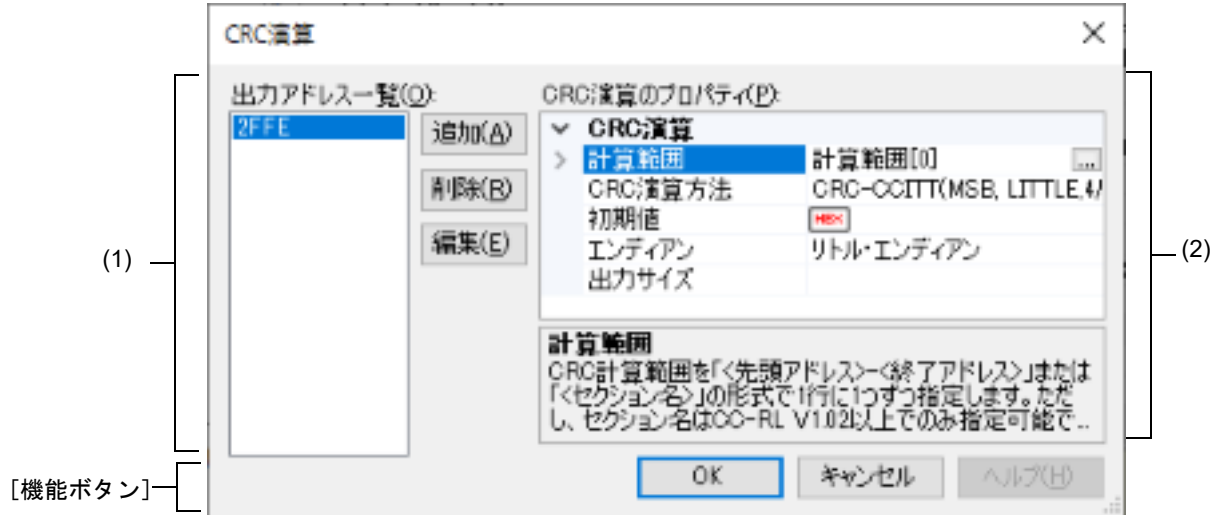 CRC演算
出力アドレス一覧(O):
2FFE
追加(A)
削除(R)
編集(E)
CRC演算のプロパティ(P):
CRC演算
計算範囲 計算範囲[0] ...
CRC演算方法 CRC-CCITT(MSB, LITTLE,4/
初期値 HEX
エンディアン リトル・エンディアン
出力サイズ
計算範囲
CRC計算範囲を「<先頭アドレス>-<終了アドレス>」または
「<セクション名>」の形式で1行に1つずつ指定します。ただ
し、セクション名はCC-RL V1.02以上でのみ指定可能で...
(1)
(2)
[機能ボタン]
OK キャンセル ヘルプ(H)